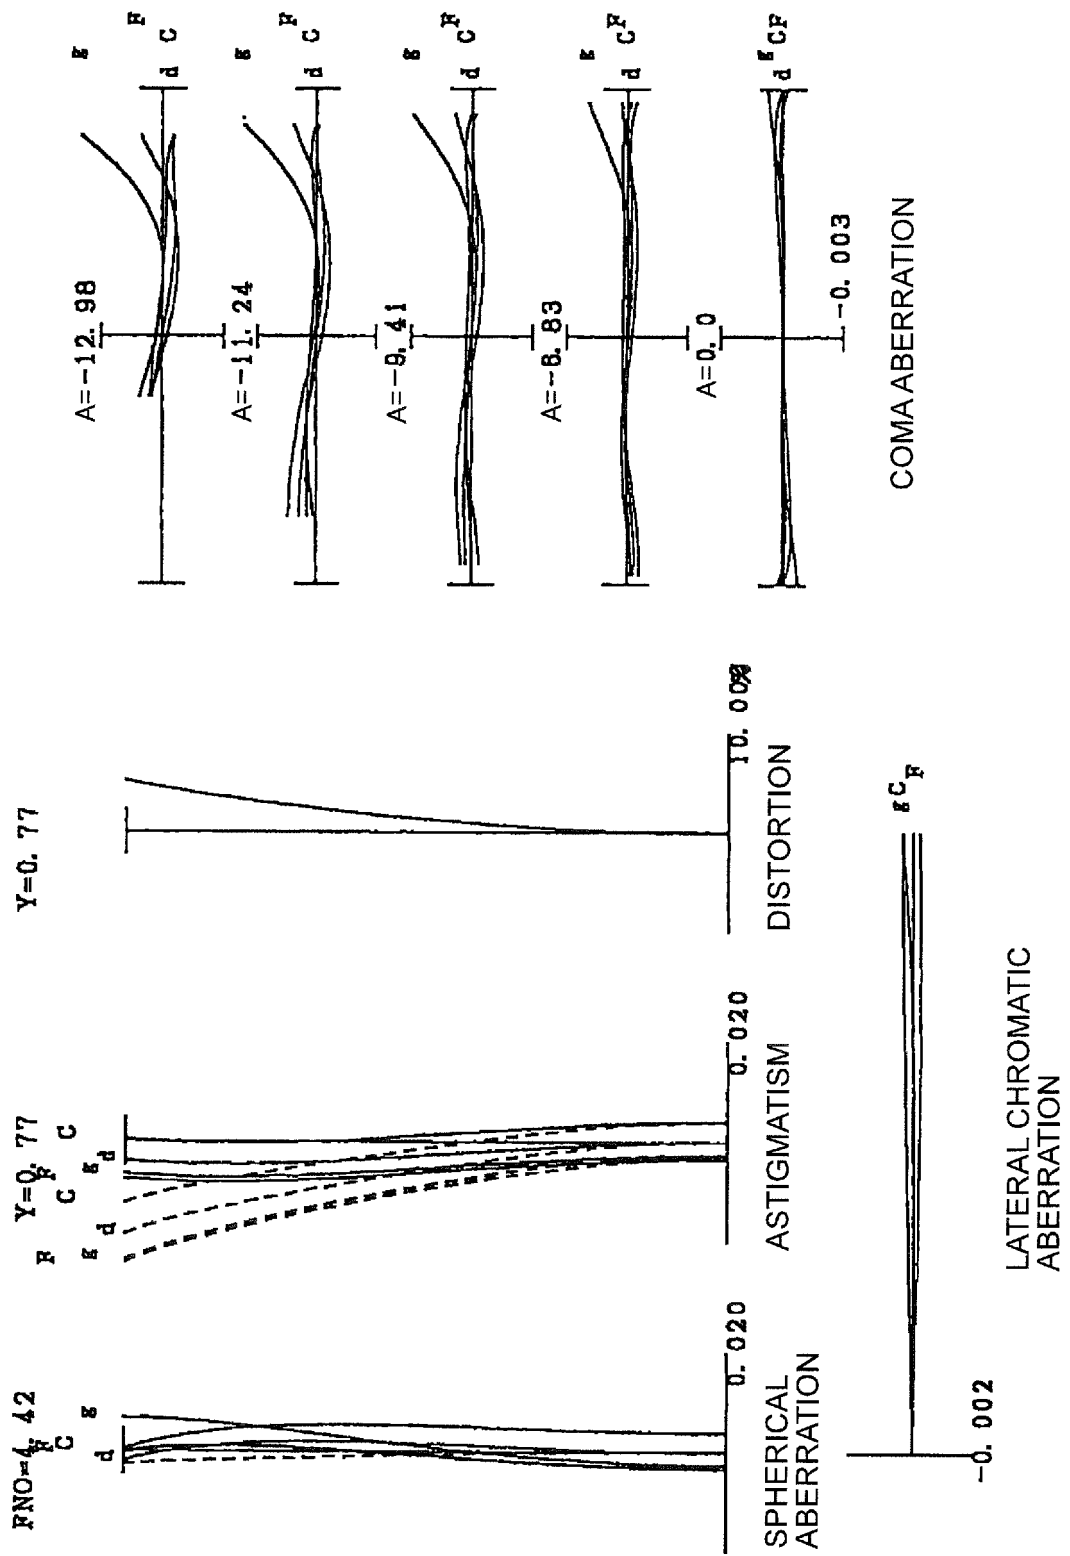 FNO=4.42
g
F
C
d
0.020
SPHERICAL
ABERRATION
Y=0.77
F
g
C
d
F
g
d
C
0.020
ASTIGMATISM
Y=0.77
10.00%
DISTORTION
A=-12.98
g
F
C
d
A=-11.24
g
F
C
d
A=-9.41
g
F
C
d
A=-6.83
g
F
C
d
A=0.0
g
CF
d
-0.003
COMA ABERRATION
g
C
F
-0.002
LATERAL CHROMATIC
ABERRATION